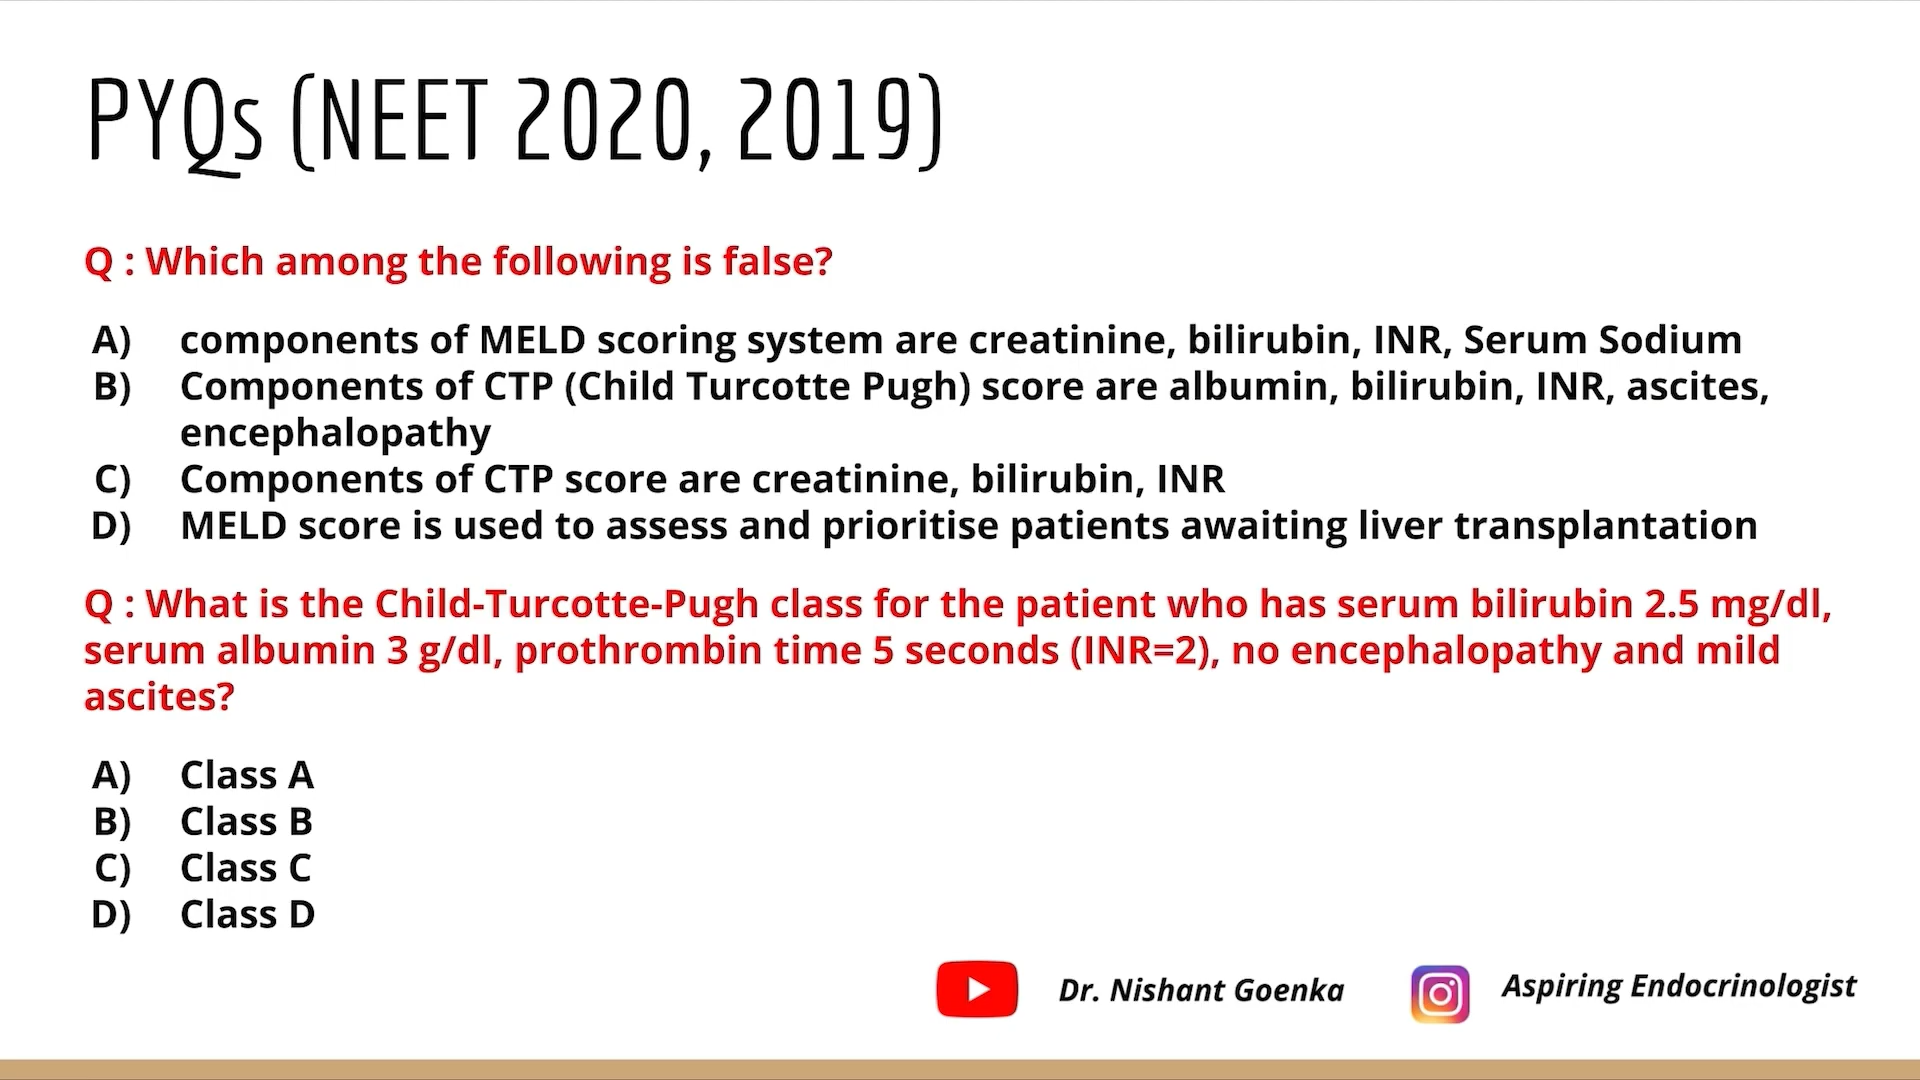 PYQs (NEET 2020, 2019)
Q : Which among the following is false?
A) components of MELD scoring system are creatinine, bilirubin, INR, Serum Sodium
B) Components of CTP (Child Turcotte Pugh) score are albumin, bilirubin, INR, ascites,
encephalopathy
C) Components of CTP score are creatinine, bilirubin, INR
D) MELD score is used to assess and prioritise patients awaiting liver transplantation
Q : What is the Child-Turcotte-Pugh class for the patient who has serum bilirubin 2.5 mg/dl,
serum albumin 3 g/dl, prothrombin time 5 seconds (INR=2), no encephalopathy and mild
ascites?
A) Class A
B) Class B
C) Class C
D) Class D
Dr. Nishant Goenka
Aspiring Endocrinologist